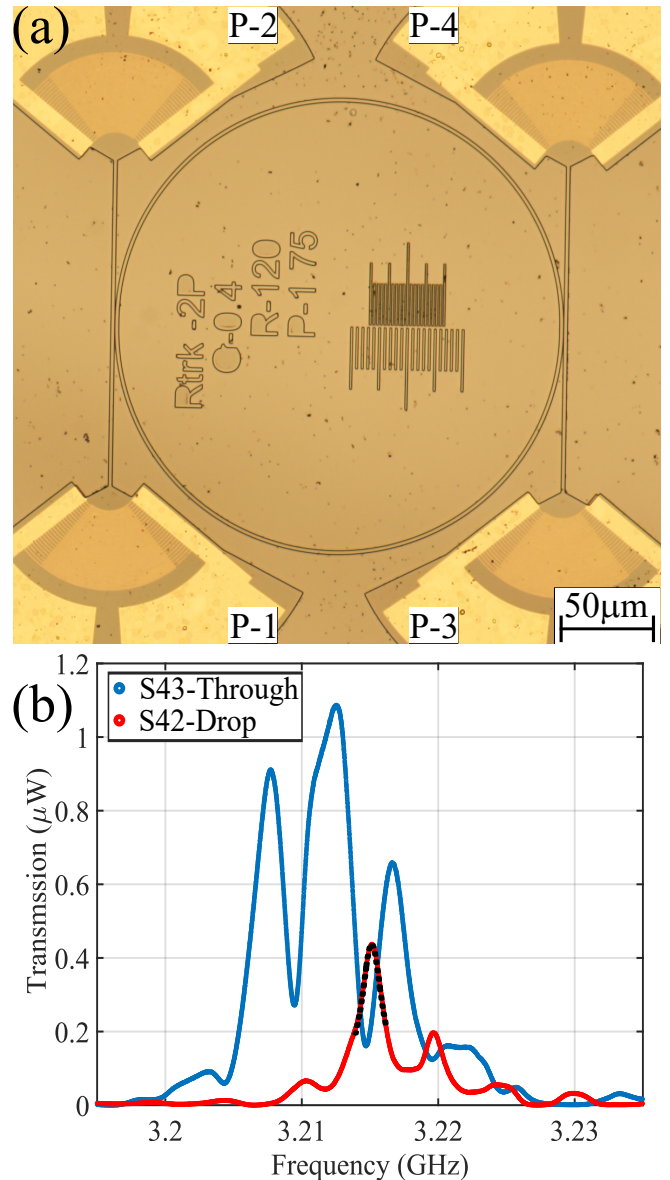 (a)
P-2
P-4
Rtrk -2P
G-0 4
R-120
P-1 75
P-1
P-3
50μm
(b)
S43-Through
S42-Drop
Transmssion (μW)
1.2
1
0.8
0.6
0.4
0.2
0
3.2
3.21
3.22
3.23
Frequency (GHz)